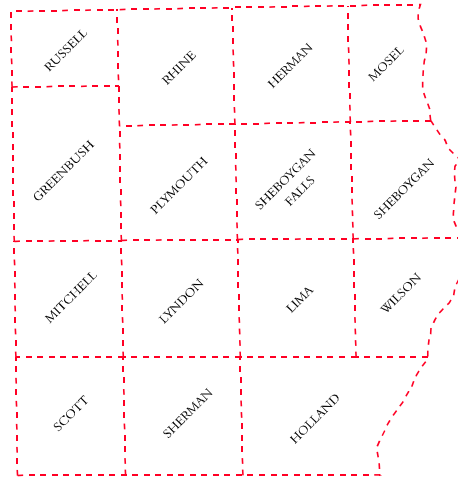 RUSSELL
RHINE
HERMAN
MOSEL
GREENBUSH
PLYMOUTH
SHEBOYGAN
FALLS
SHEBOYGAN
MITCHELL
LYNDON
LIMA
WILSON
SCOTT
SHERMAN
HOLLAND